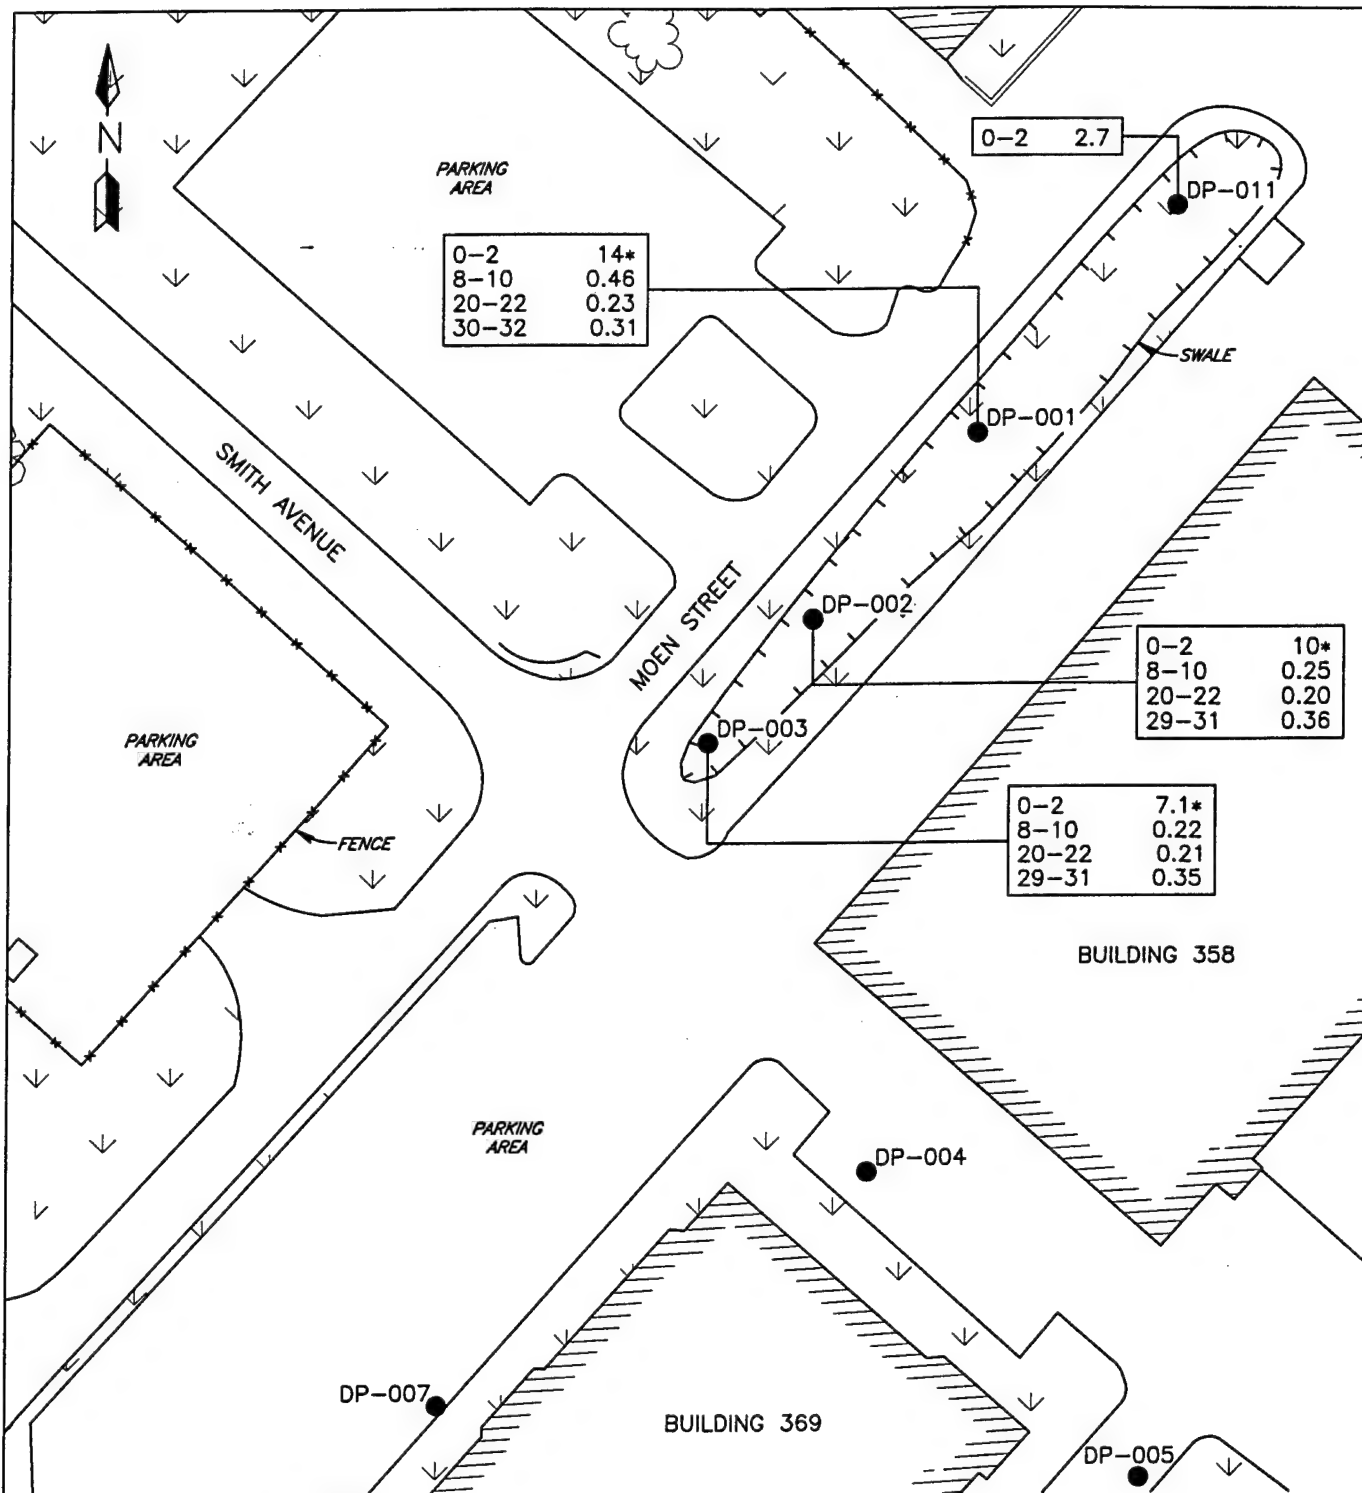 N
PARKING
AREA
0-2 2.7
DP-011
0-2 14*
8-10 0.46
20-22 0.23
30-32 0.31
SWALE
DP-001
SMITH AVENUE
MOEN STREET
DP-002
0-2 10*
8-10 0.25
20-22 0.20
29-31 0.36
DP-003
PARKING
AREA
0-2 7.1*
8-10 0.22
20-22 0.21
29-31 0.35
FENCE
BUILDING 358
PARKING
AREA
DP-004
DP-007
BUILDING 369
DP-005